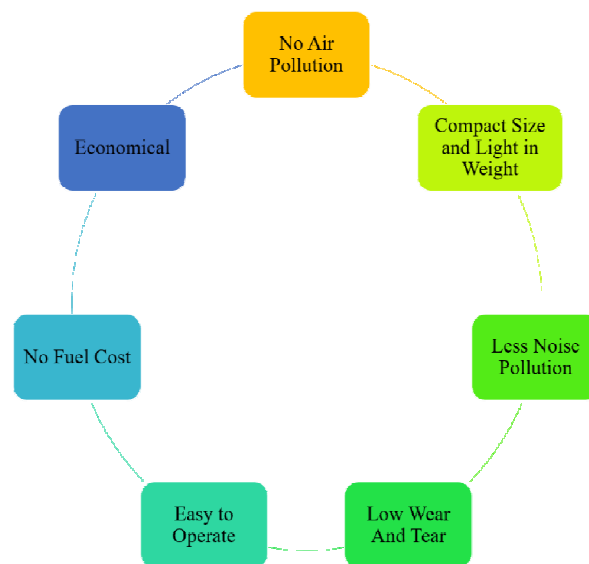 No Air
Pollution
Compact Size
and Light in
Weight
Less Noise
Pollution
Low Wear
And Tear
Easy to
Operate
No Fuel Cost
Economical